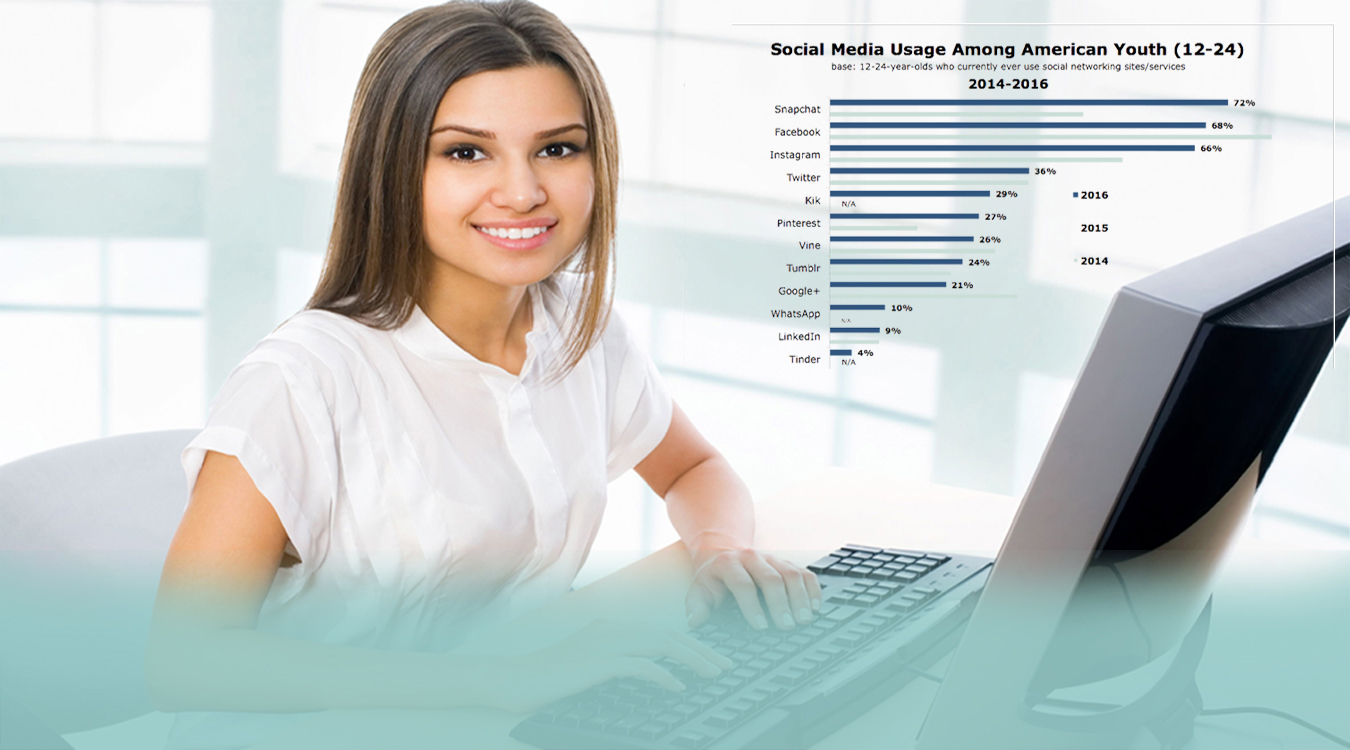 Social Media Usage Among American Youth (12-24)
base: 12-24-year-olds who currently ever use social networking sites/services
2014-2016
Snapchat 72%
Facebook 68%
Instagram 66%
Twitter 36%
Kik 29%
N/A
2016
Pinterest 27%
2015
Vine 26%
Tumblr 24%
2014
Google+ 21%
WhatsApp 10%
N/A
LinkedIn 9%
Tinder 4%
N/A